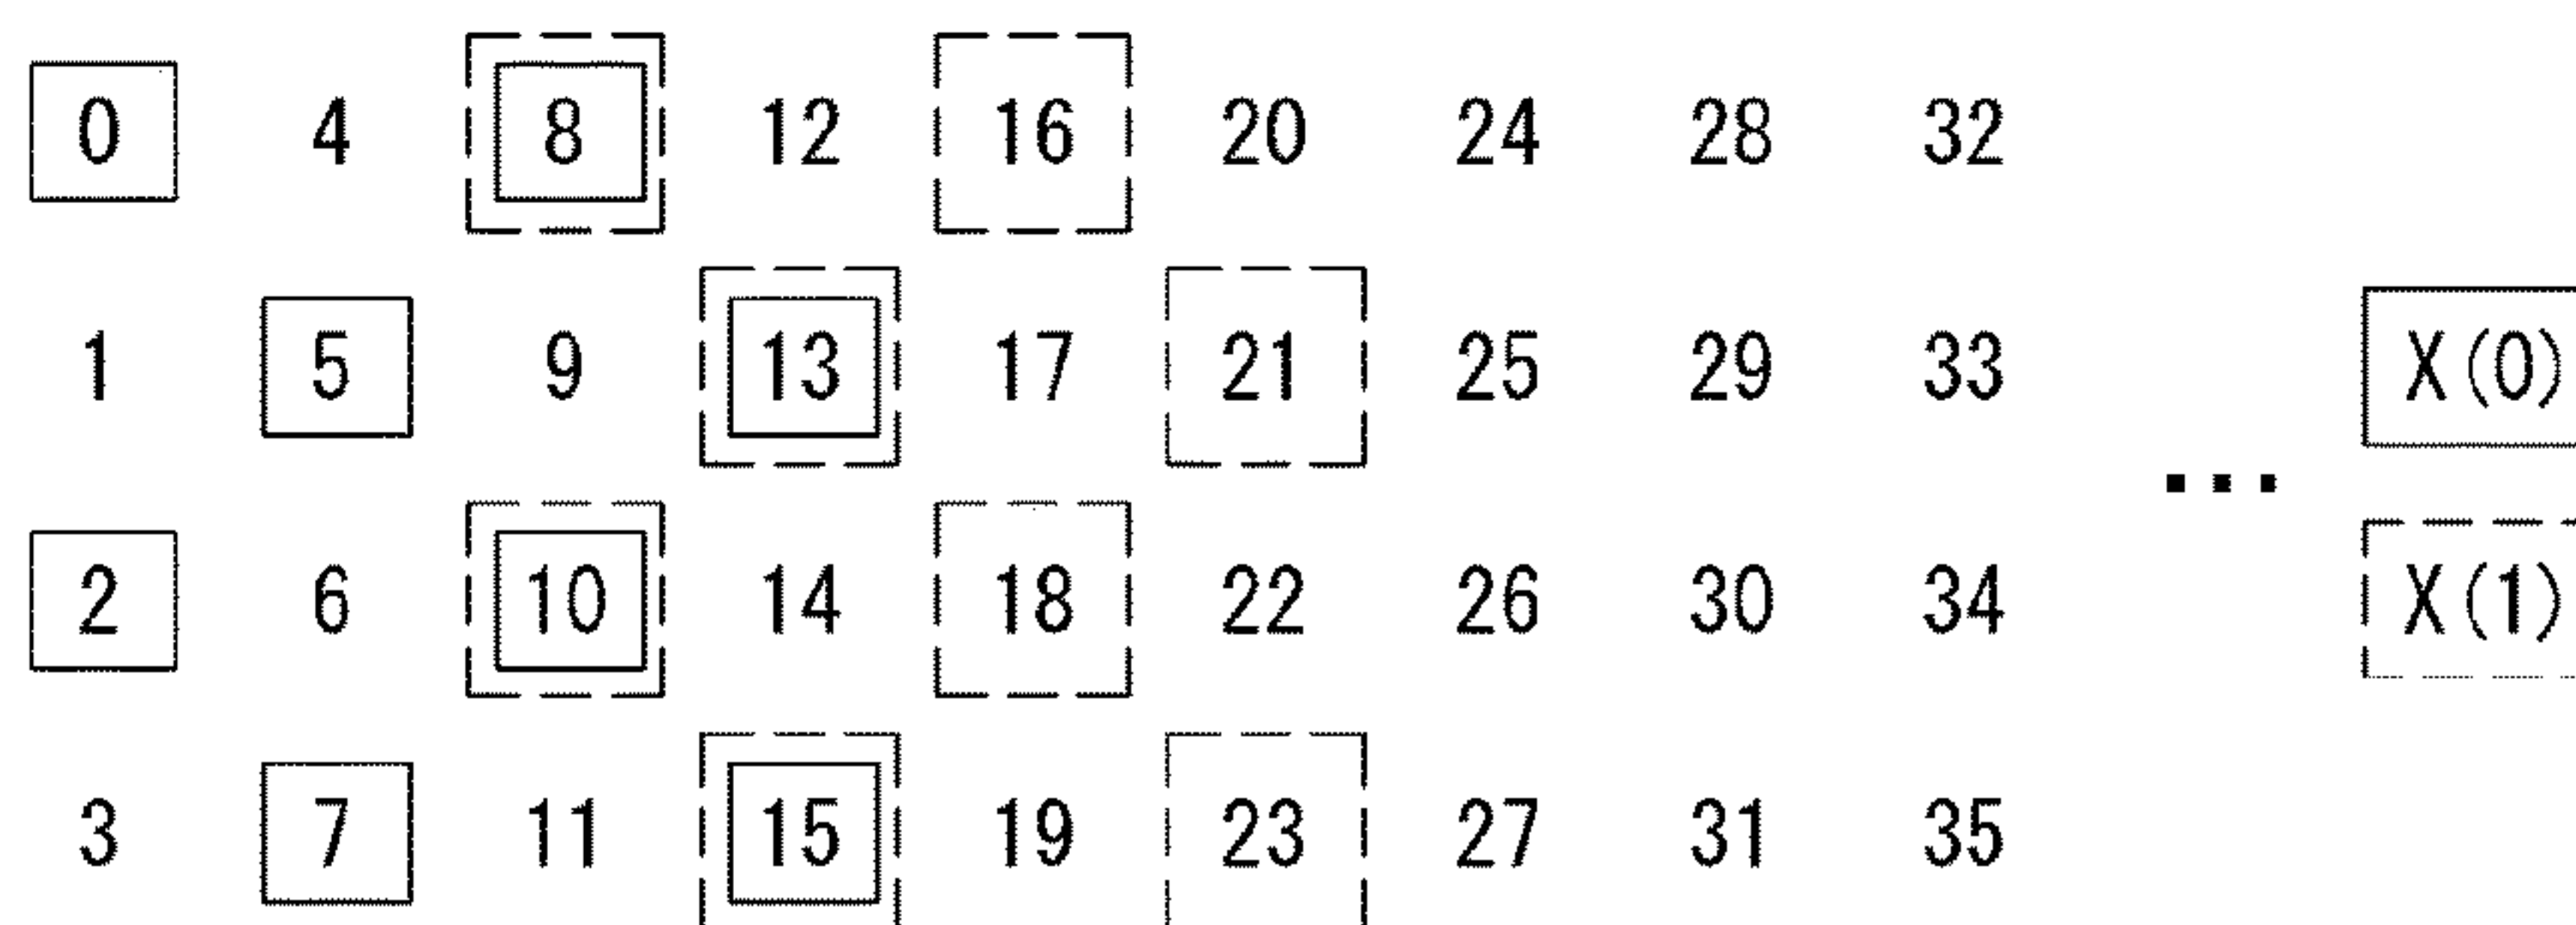 0 4 8 12 16 20 24 28 32
1 5 9 13 17 21 25 29 33 ... X(0)
2 6 10 14 18 22 26 30 34 X(1)
3 7 11 15 19 23 27 31 35